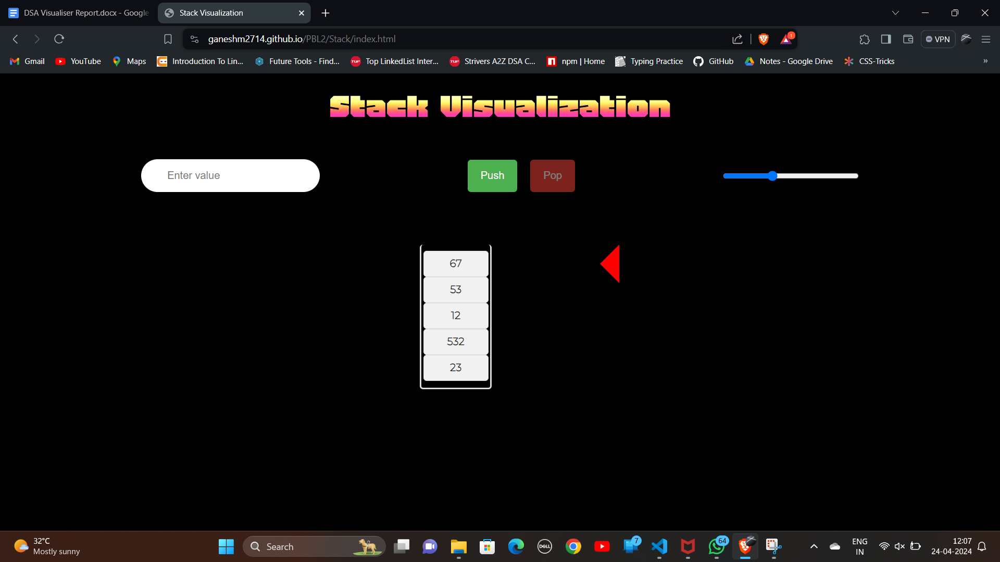 DSA Visualiser Report.docx - Google
Stack Visualization
ganeshm2714.github.io/PBL2/Stack/index.html
1
VPN
Gmail
YouTube
Maps
Introduction To Lin...
Future Tools - Find...
TUF
Top LinkedList Inter...
TUF
Strivers A2Z DSA C...
npm | Home
Typing Practice
GitHub
Notes - Google Drive
CSS-Tricks
»
Stack Visualization
Enter value
Push
Pop
67
53
12
532
23
32°C
Mostly sunny
Search
DELL
7
64
ENG
IN
12:07
24-04-2024